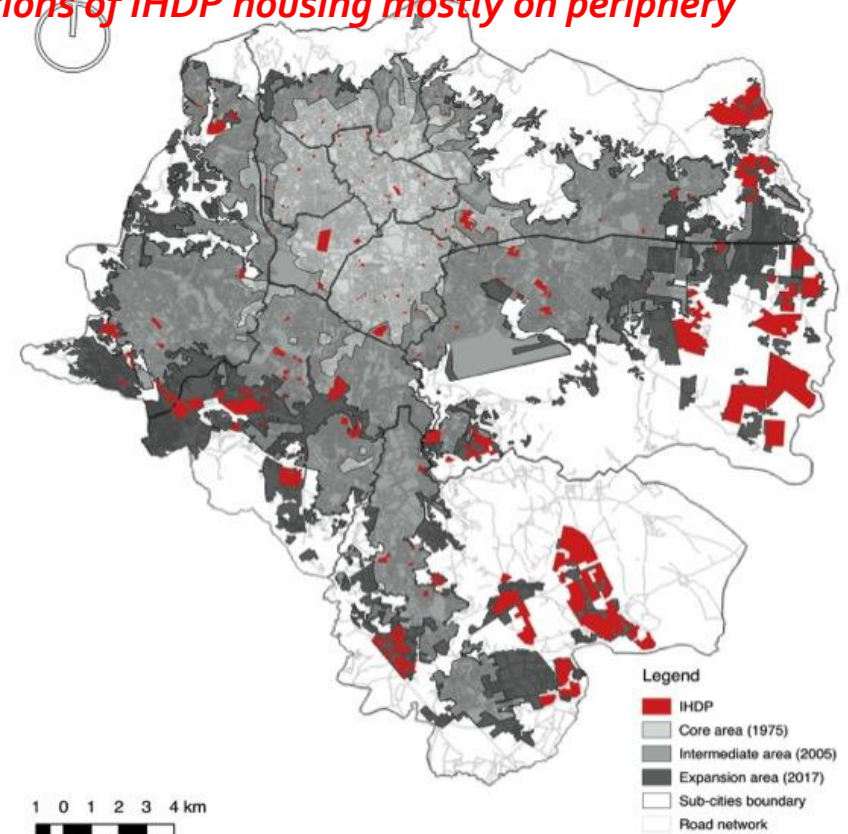 tions of IHDP housing mostly on periphery
Legend
IHDP
Core area (1975)
Intermediate area (2005)
Expansion area (2017)
Sub-cities boundary
Road network
1 0 1 2 3 4 km